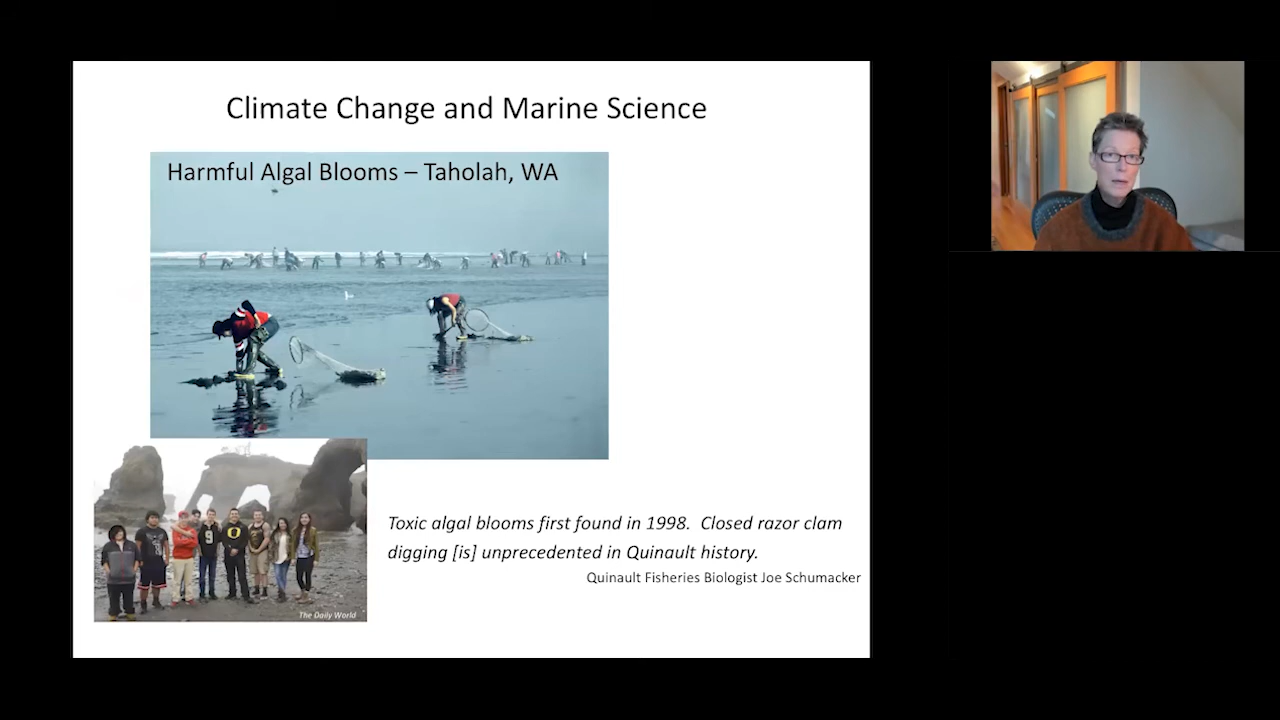 Climate Change and Marine Science
Harmful Algal Blooms – Taholah, WA
Toxic algal blooms first found in 1998.  Closed razor clam
digging [is] unprecedented in Quinault history.
Quinault Fisheries Biologist Joe Schumacker
The Daily World
9
O